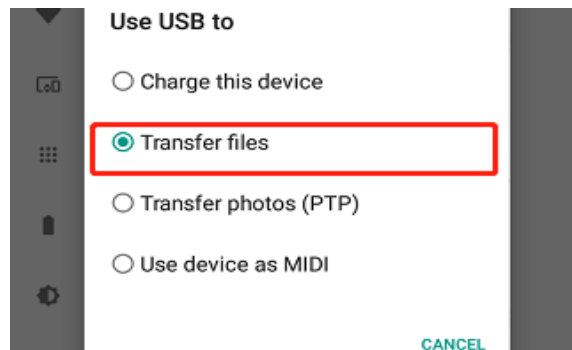 Use USB to
Charge this device
Transfer files
Transfer photos (PTP)
Use device as MIDI
CANCEL